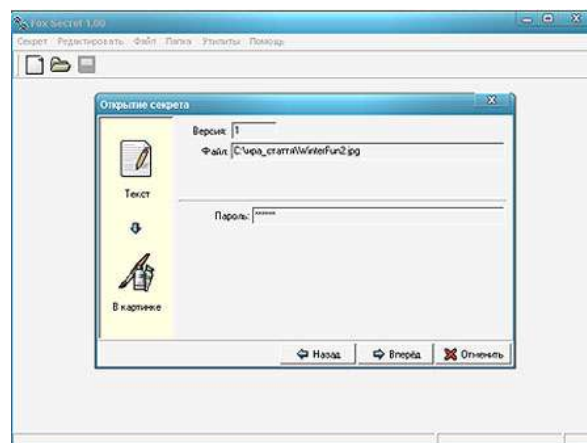 Fox Secret 1.00
Секрет Редактировать Файл Папка Утилиты Помощь
Открытие секрета
Версия: 1
Файл: C:\чра_стаття\WinterFun2.jpg
Текст
Пароль: ******
В картинке
Назад Вперёд Отменить